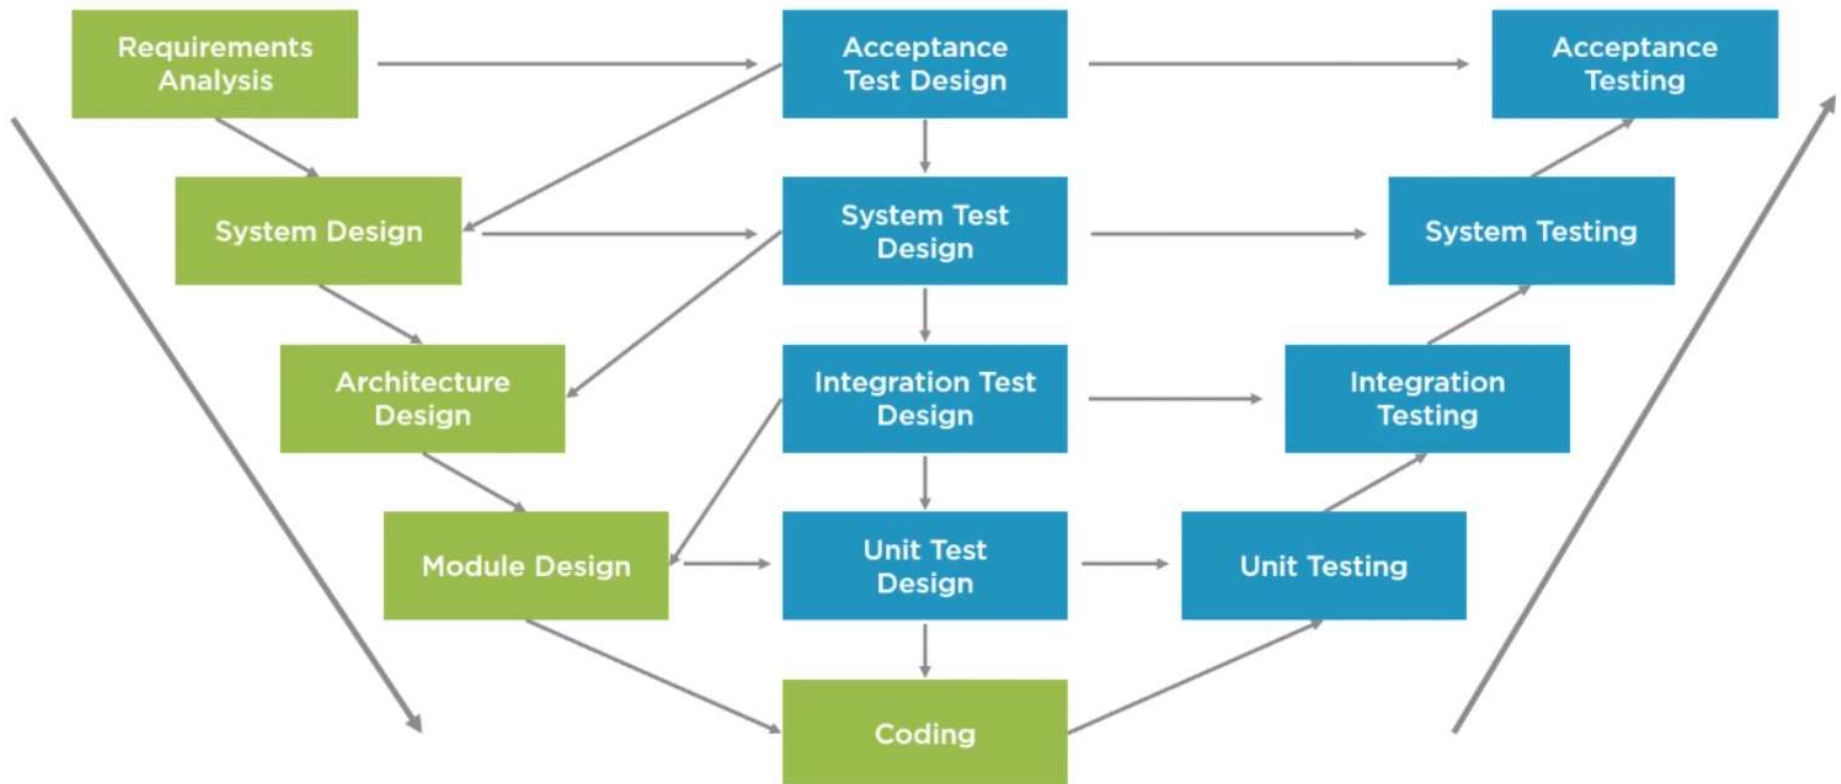 Requirements
Analysis
Acceptance
Test Design
Acceptance
Testing
System Design
System Test
Design
System Testing
Architecture
Design
Integration Test
Design
Integration
Testing
Module Design
Unit Test
Design
Unit Testing
Coding